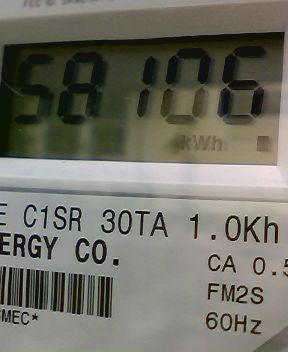 58106
kWh
E C1SR 30TA 1.0Kh
ERGY CO.
CA 0.5
FM2S
MEC*
60Hz